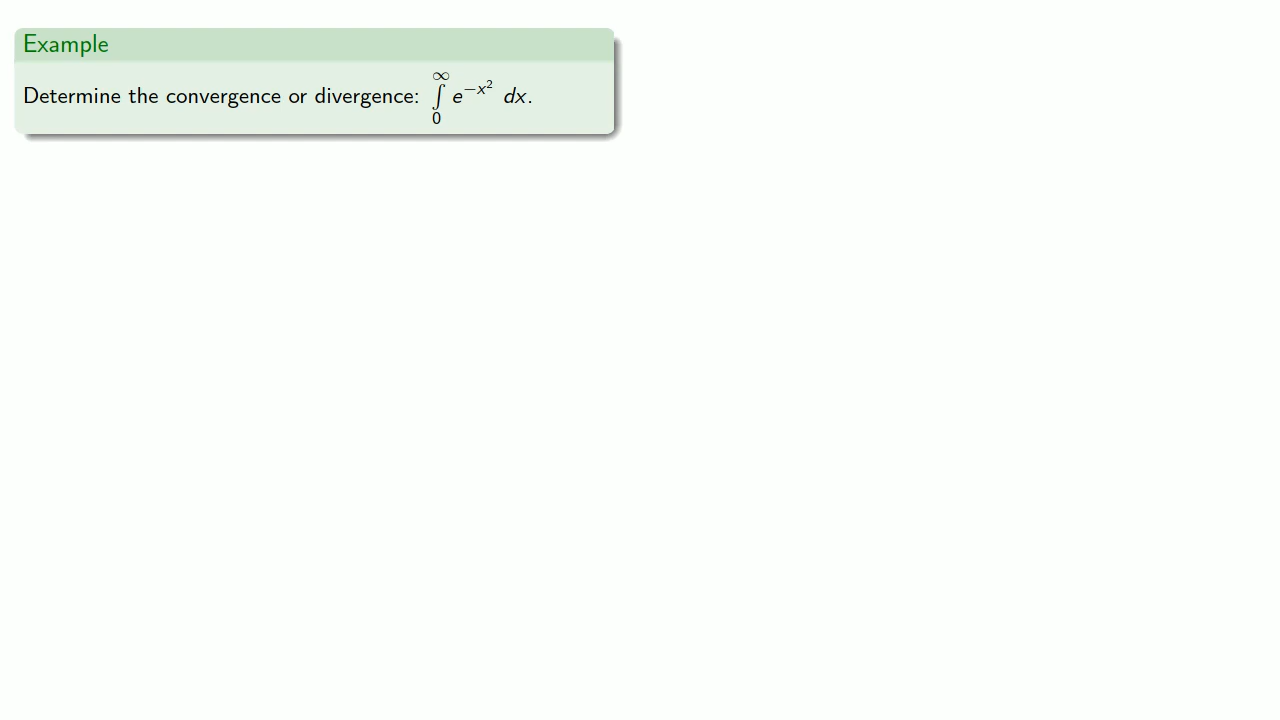 Example
Determine the convergence or divergence: ∫₀^∞ e^{-x²} dx.